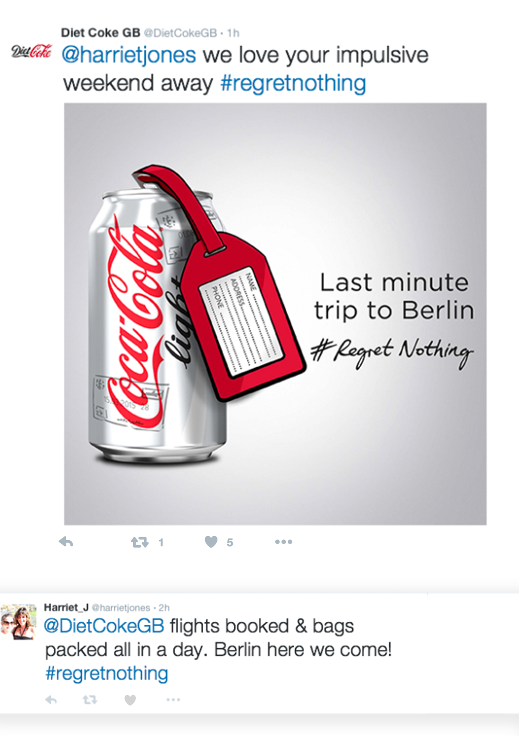 Diet Coke GB @DietCokeGB · 1h
Diet Coke
@harrietjones we love your impulsive
weekend away #regretnothing
Coca-Cola
light
NAME
ADDRESS
PHONE
Last minute
trip to Berlin
#Regret Nothing
1
5
Harriet_J @harrietjones · 2h
@DietCokeGB flights booked & bags
packed all in a day. Berlin here we come!
#regretnothing